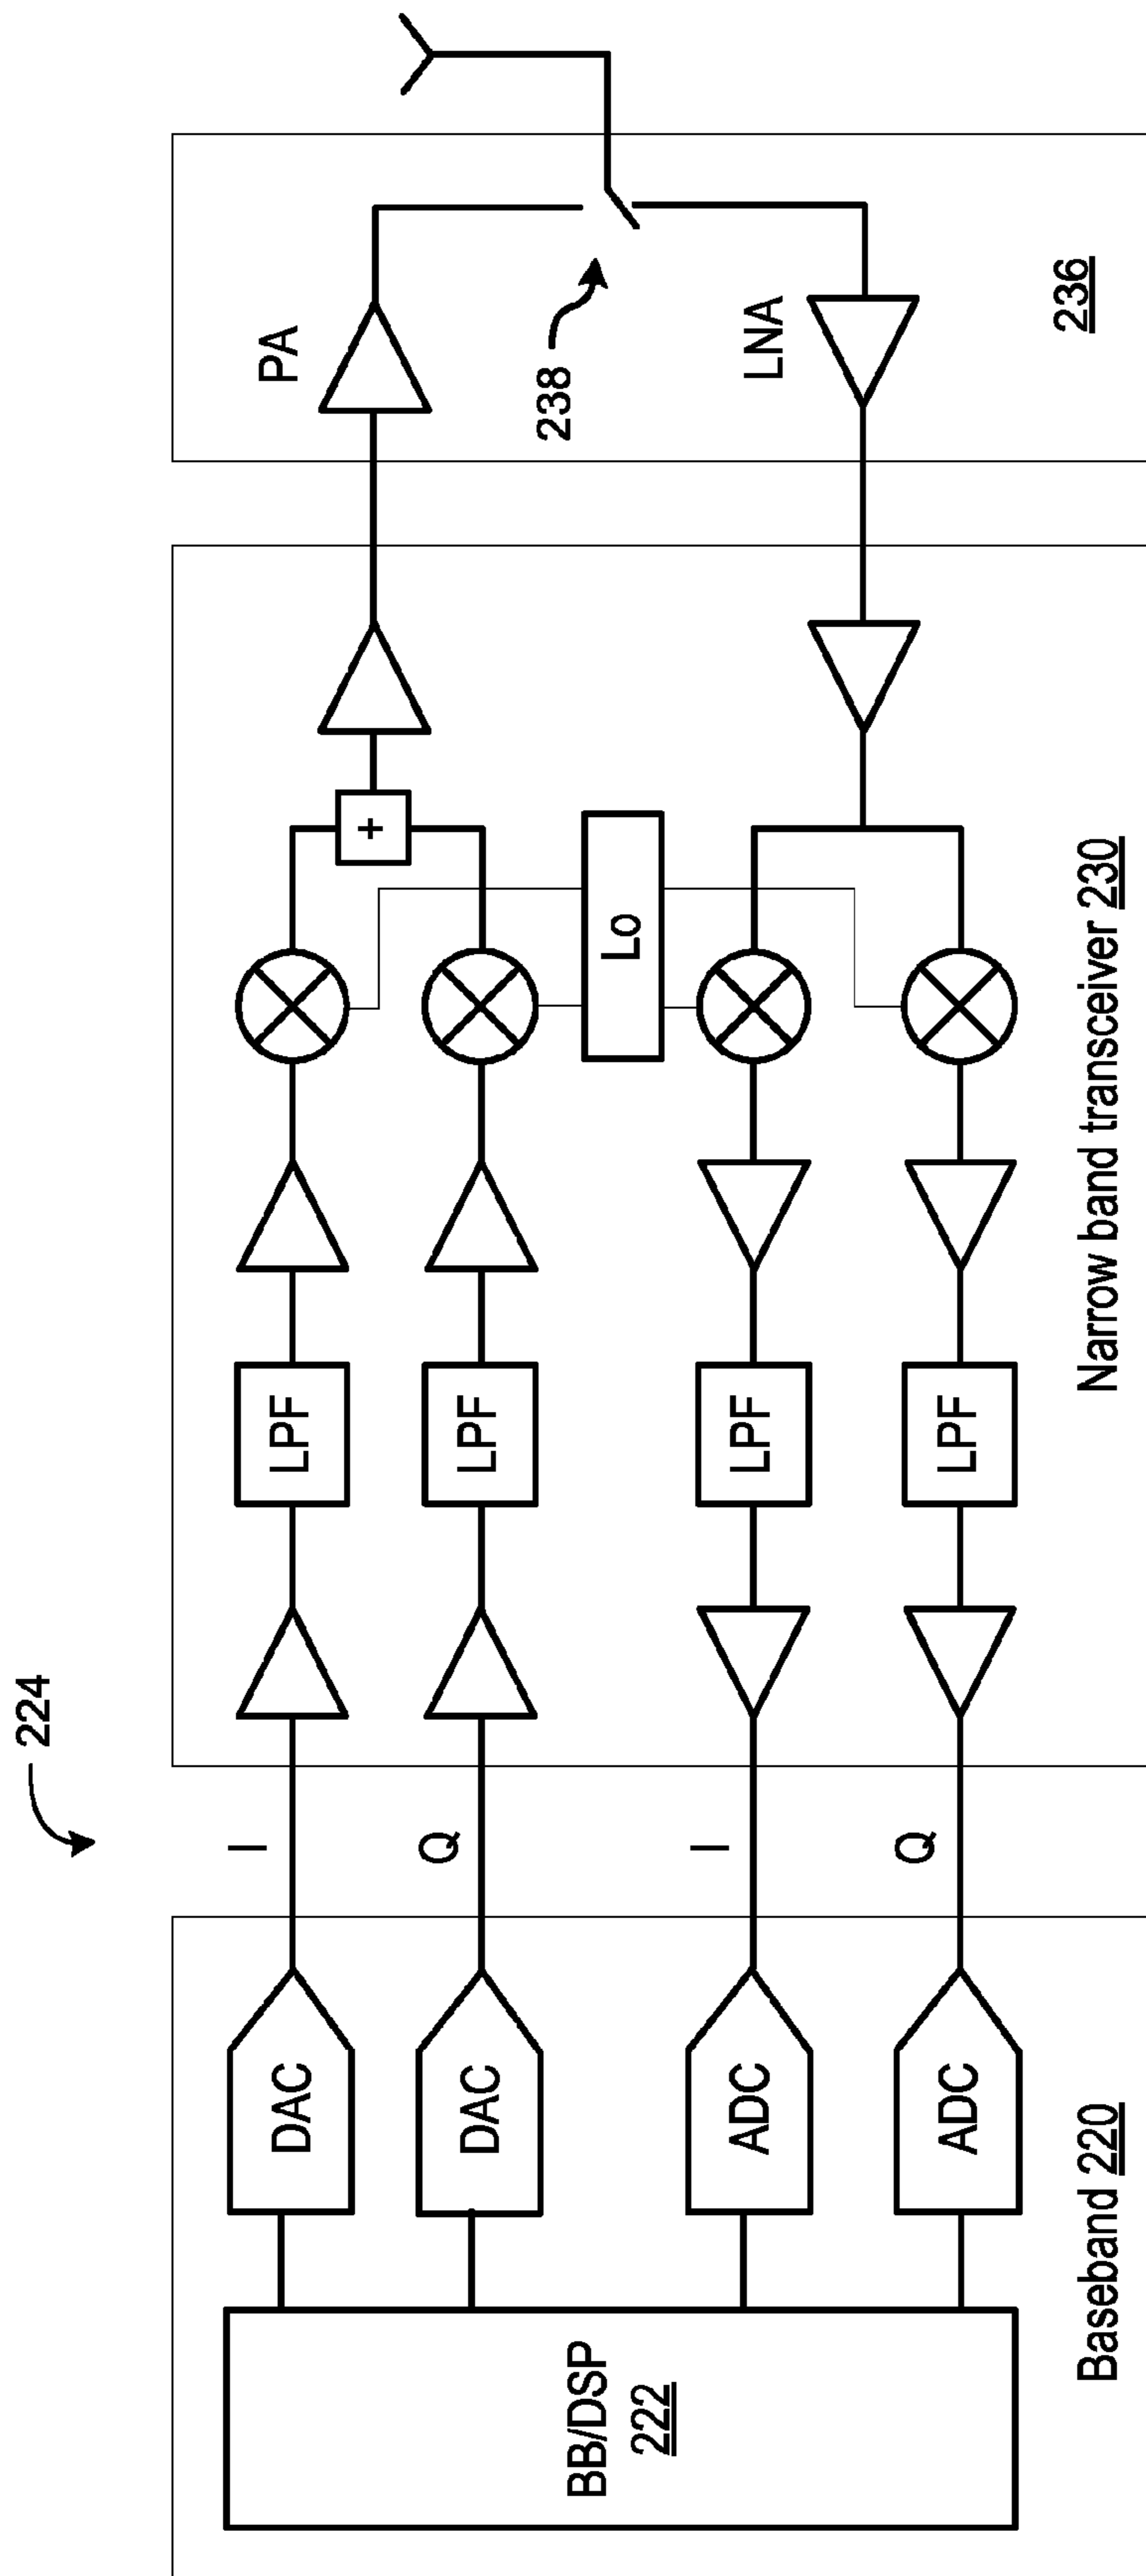 224
BB/DSP
222
DAC
DAC
ADC
ADC
Baseband 220
I
Q
I
Q
LPF
LPF
LPF
LPF
+
Lo
Narrow band transceiver 230
PA
238
LNA
236